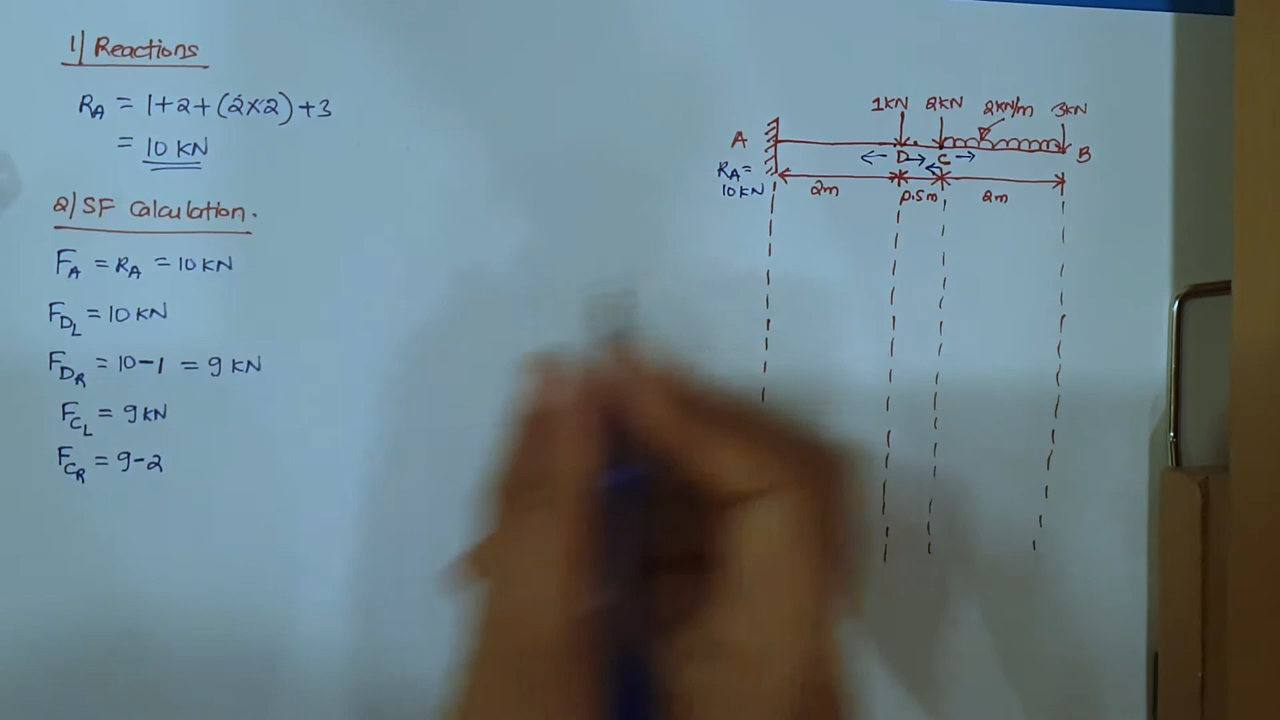 1) Reactions
RA = 1+2+(2×2)+3
= 10 KN
2) SF Calculation.
FA = RA = 10 KN
FDL = 10 KN
FDR = 10-1 = 9 KN
FCL = 9 KN
FCR = 9-2
1KN 2KN 2KN/m 3KN
A D C B
RA =
10 KN
2m 0.5m 2m